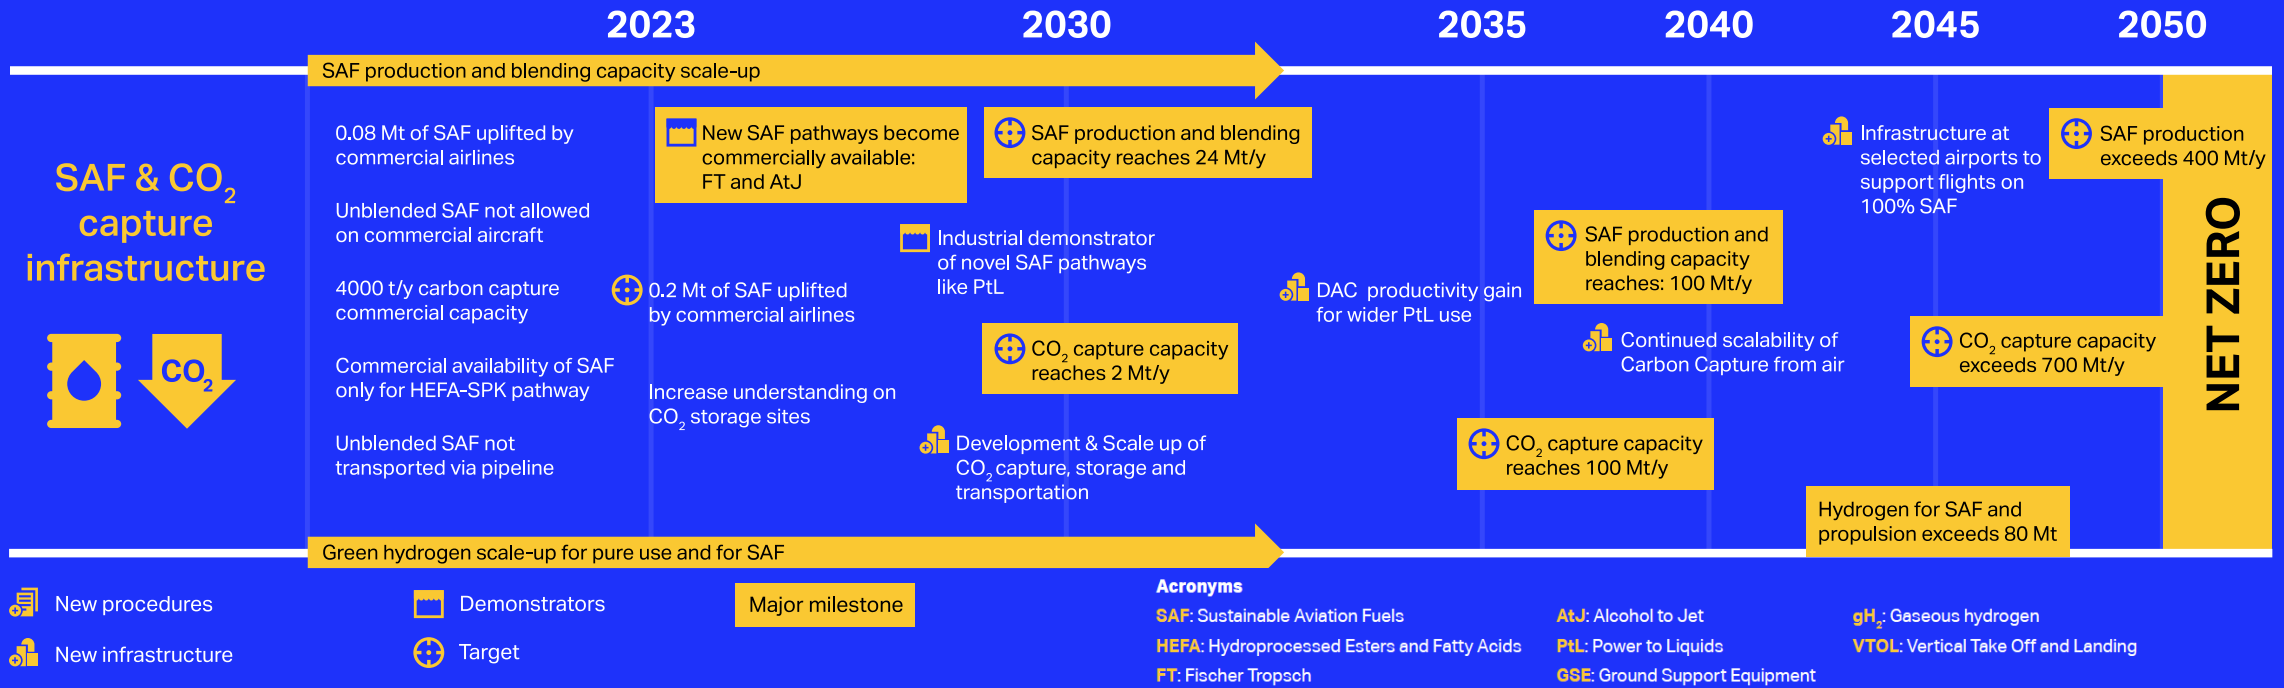 2023
2030
2035
2040
2045
2050
SAF production and blending capacity scale-up
SAF & CO₂
capture
infrastructure
CO₂
0.08 Mt of SAF uplifted by
commercial airlines
Unblended SAF not allowed
on commercial aircraft
4000 t/y carbon capture
commercial capacity
Commercial availability of SAF
only for HEFA-SPK pathway
Unblended SAF not
transported via pipeline
New SAF pathways become
commercially available:
FT and AtJ
0.2 Mt of SAF uplifted
by commercial airlines
Increase understanding on
CO₂ storage sites
SAF production and blending
capacity reaches 24 Mt/y
Industrial demonstrator
of novel SAF pathways
like PtL
CO₂ capture capacity
reaches 2 Mt/y
Development & Scale up of
CO₂ capture, storage and
transportation
DAC productivity gain
for wider PtL use
SAF production and
blending capacity
reaches: 100 Mt/y
Continued scalability of
Carbon Capture from air
CO₂ capture capacity
reaches 100 Mt/y
Infrastructure at
selected airports to
support flights on
100% SAF
SAF production
exceeds 400 Mt/y
CO₂ capture capacity
exceeds 700 Mt/y
Hydrogen for SAF and
propulsion exceeds 80 Mt
NET ZERO
Green hydrogen scale-up for pure use and for SAF
New procedures
New infrastructure
Demonstrators
Target
Major milestone
Acronyms
SAF: Sustainable Aviation Fuels
HEFA: Hydroprocessed Esters and Fatty Acids
FT: Fischer Tropsch
AtJ: Alcohol to Jet
PtL: Power to Liquids
GSE: Ground Support Equipment
gH₂: Gaseous hydrogen
VTOL: Vertical Take Off and Landing